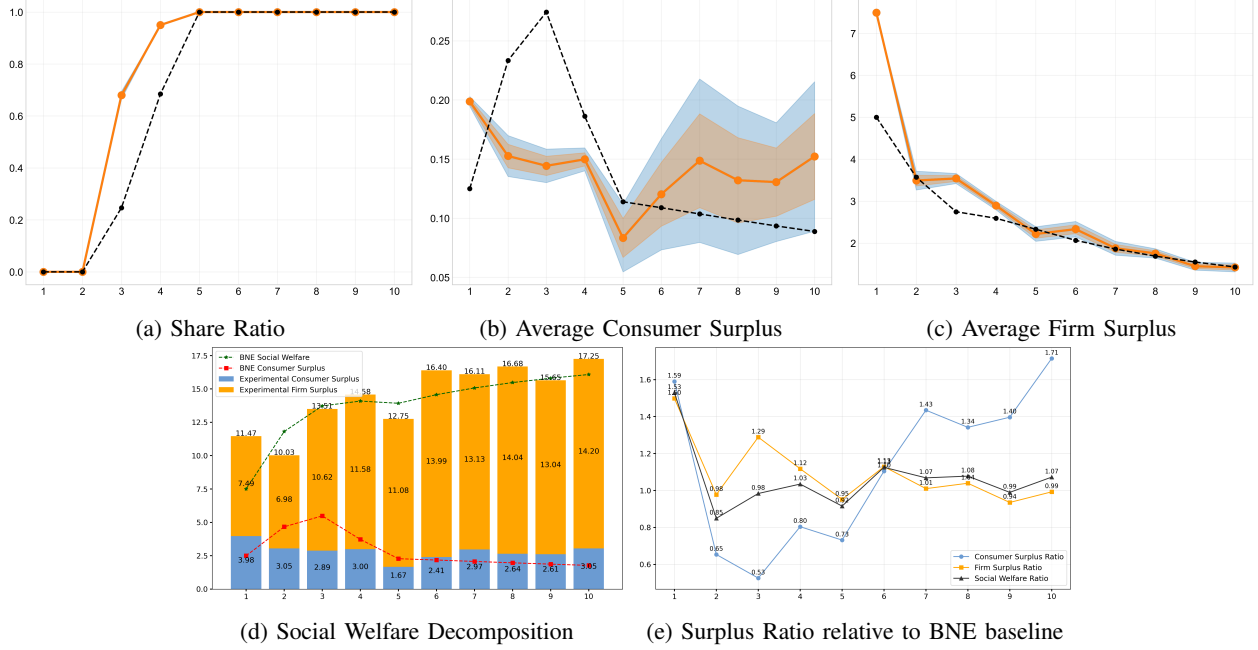 1.0
0.8
0.6
0.4
0.2
0.0
1 2 3 4 5 6 7 8 9 10
(a) Share Ratio
0.25
0.20
0.15
0.10
0.05
1 2 3 4 5 6 7 8 9 10
(b) Average Consumer Surplus
7
6
5
4
3
2
1 2 3 4 5 6 7 8 9 10
(c) Average Firm Surplus
17.5
15.0
12.5
10.0
7.5
5.0
2.5
0.0
BNE Social Welfare
BNE Consumer Surplus
Experimental Consumer Surplus
Experimental Firm Surplus
11.47 10.03 13.51 12.75 16.40 16.11 16.68 15.65 17.25
7.49 6.98 10.62 11.58 11.08 13.99 13.13 14.04 13.04 14.20
3.98 3.05 2.89 3.00 1.67 2.41 2.97 2.64 2.61 3.05
1 2 3 4 5 6 7 8 9 10
(d) Social Welfare Decomposition
1.6
1.4
1.2
1.0
0.8
0.6
1.59 0.65 0.53 0.80 0.73 1.43 1.34 1.40 1.71
1.50 0.98 1.29 1.12 0.95 1.01 0.94 0.99
1.53 0.85 0.98 1.03 0.92 1.13 1.07 1.08 0.99 1.07
Consumer Surplus Ratio
Firm Surplus Ratio
Social Welfare Ratio
1 2 3 4 5 6 7 8 9 10
(e) Surplus Ratio relative to BNE baseline